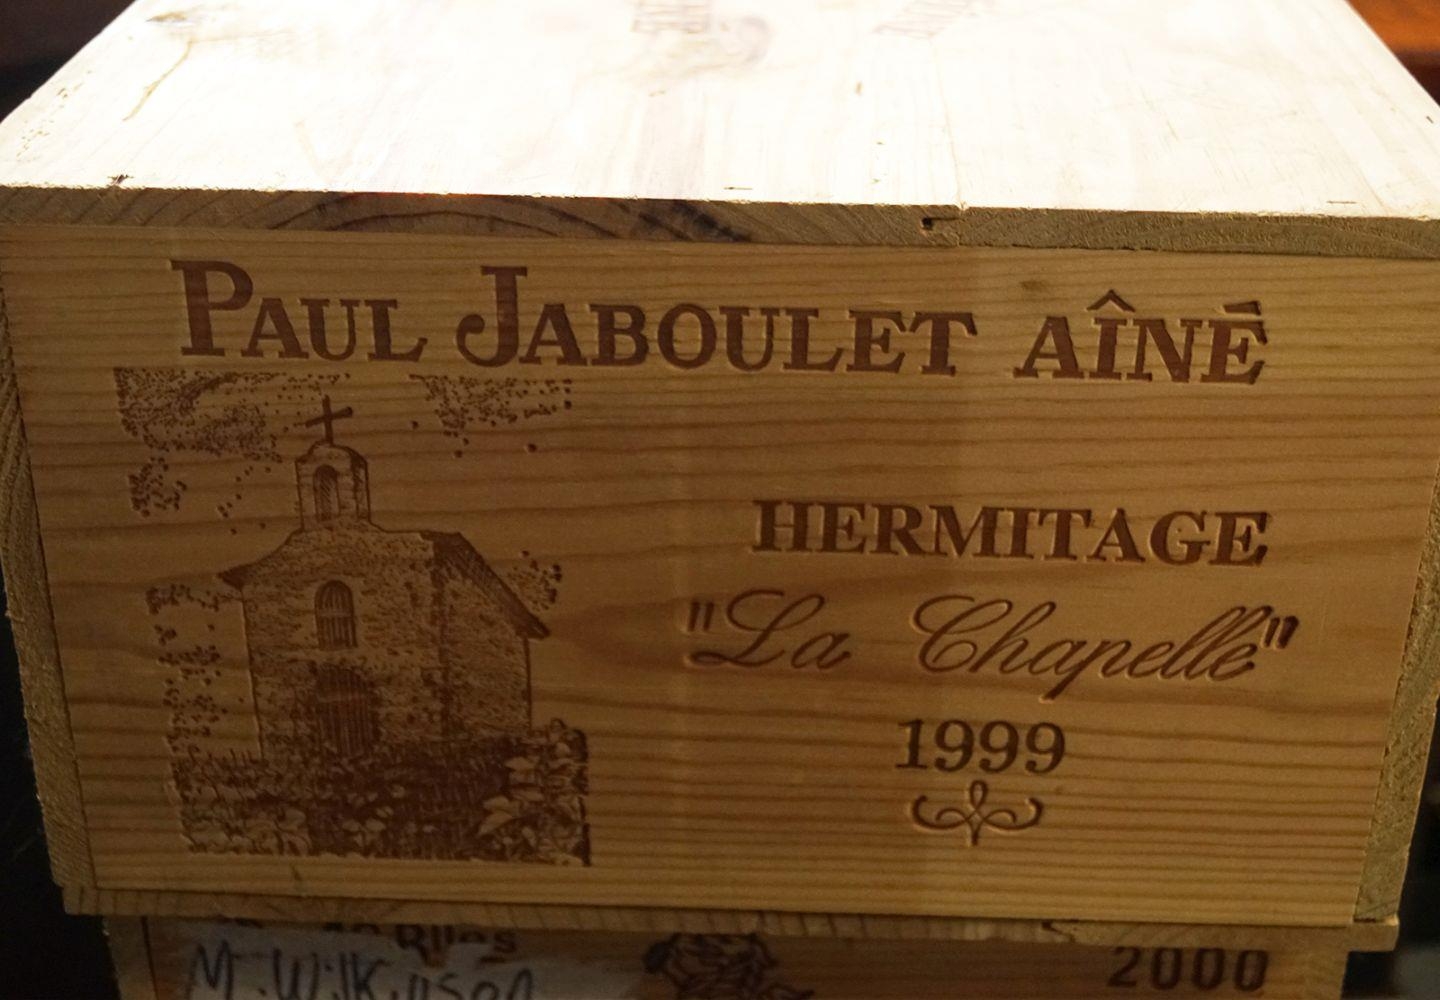 PAUL JABOULET AÎNÉ
HERMITAGE
"La Chapelle"
1999
2000